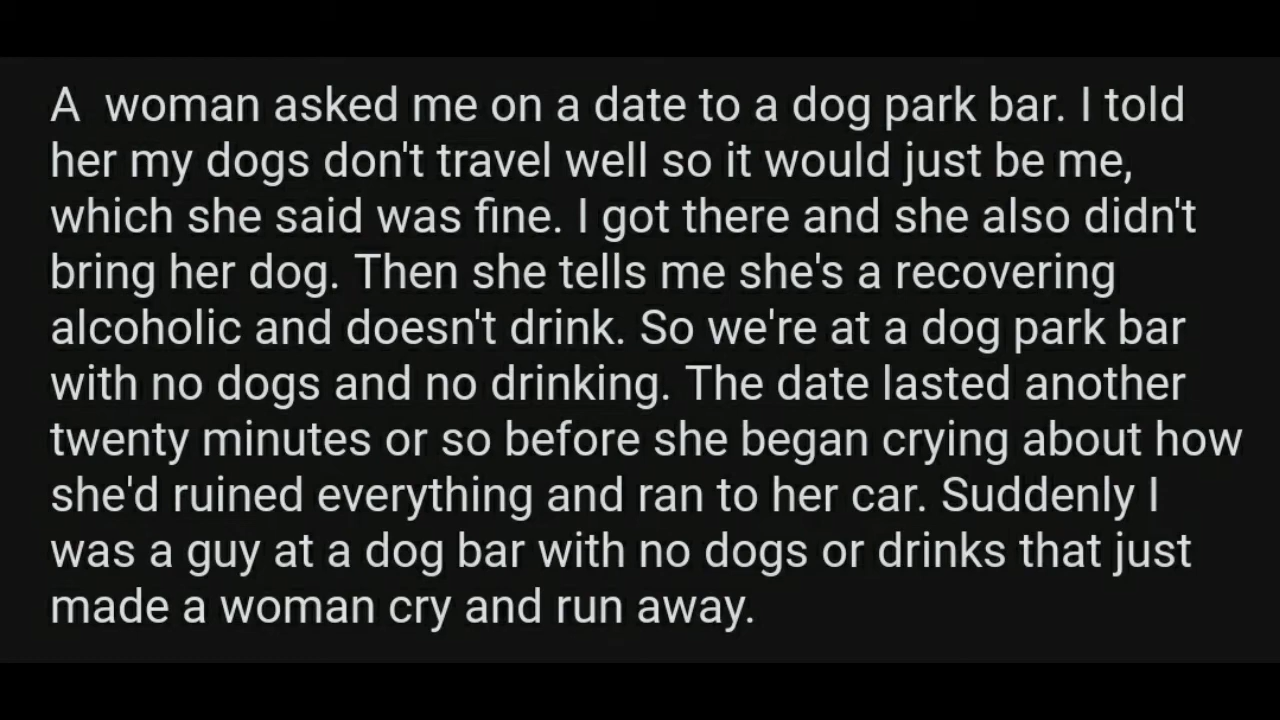 A  woman asked me on a date to a dog park bar. I told
her my dogs don't travel well so it would just be me,
which she said was fine. I got there and she also didn't
bring her dog. Then she tells me she's a recovering
alcoholic and doesn't drink. So we're at a dog park bar
with no dogs and no drinking. The date lasted another
twenty minutes or so before she began crying about how
she'd ruined everything and ran to her car. Suddenly I
was a guy at a dog bar with no dogs or drinks that just
made a woman cry and run away.